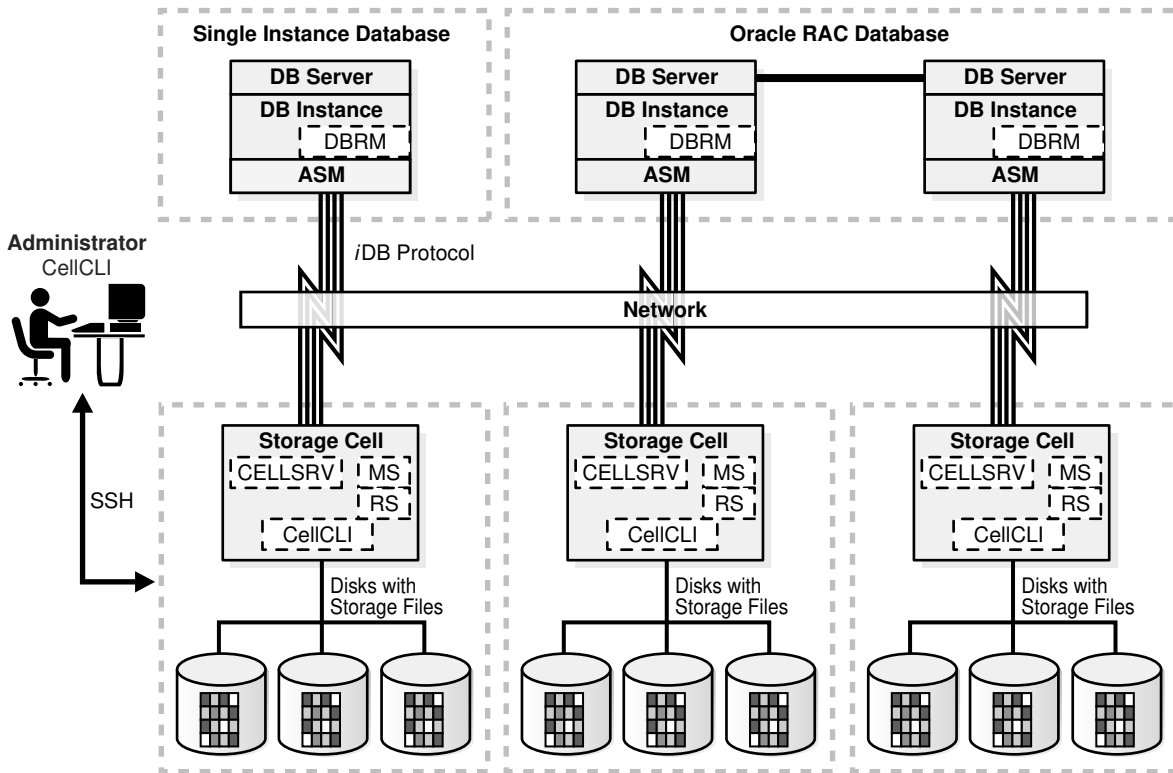 Single Instance Database
Oracle RAC Database
DB Server
DB Instance
DBRM
ASM
DB Server
DB Instance
DBRM
ASM
DB Server
DB Instance
DBRM
ASM
Administrator
CellCLI
iDB Protocol
Network
SSH
Storage Cell
CELLSRV
MS
RS
CellCLI
Disks with
Storage Files
Storage Cell
CELLSRV
MS
RS
CellCLI
Disks with
Storage Files
Storage Cell
CELLSRV
MS
RS
CellCLI
Disks with
Storage Files